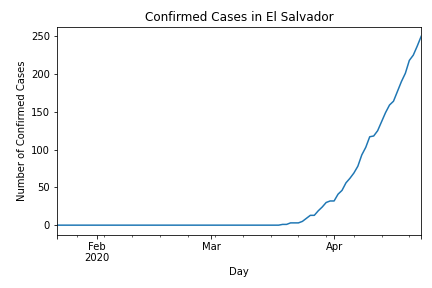 Confirmed Cases in El Salvador
Number of Confirmed Cases
250
200
150
100
50
0
Feb
2020
Mar
Apr
Day